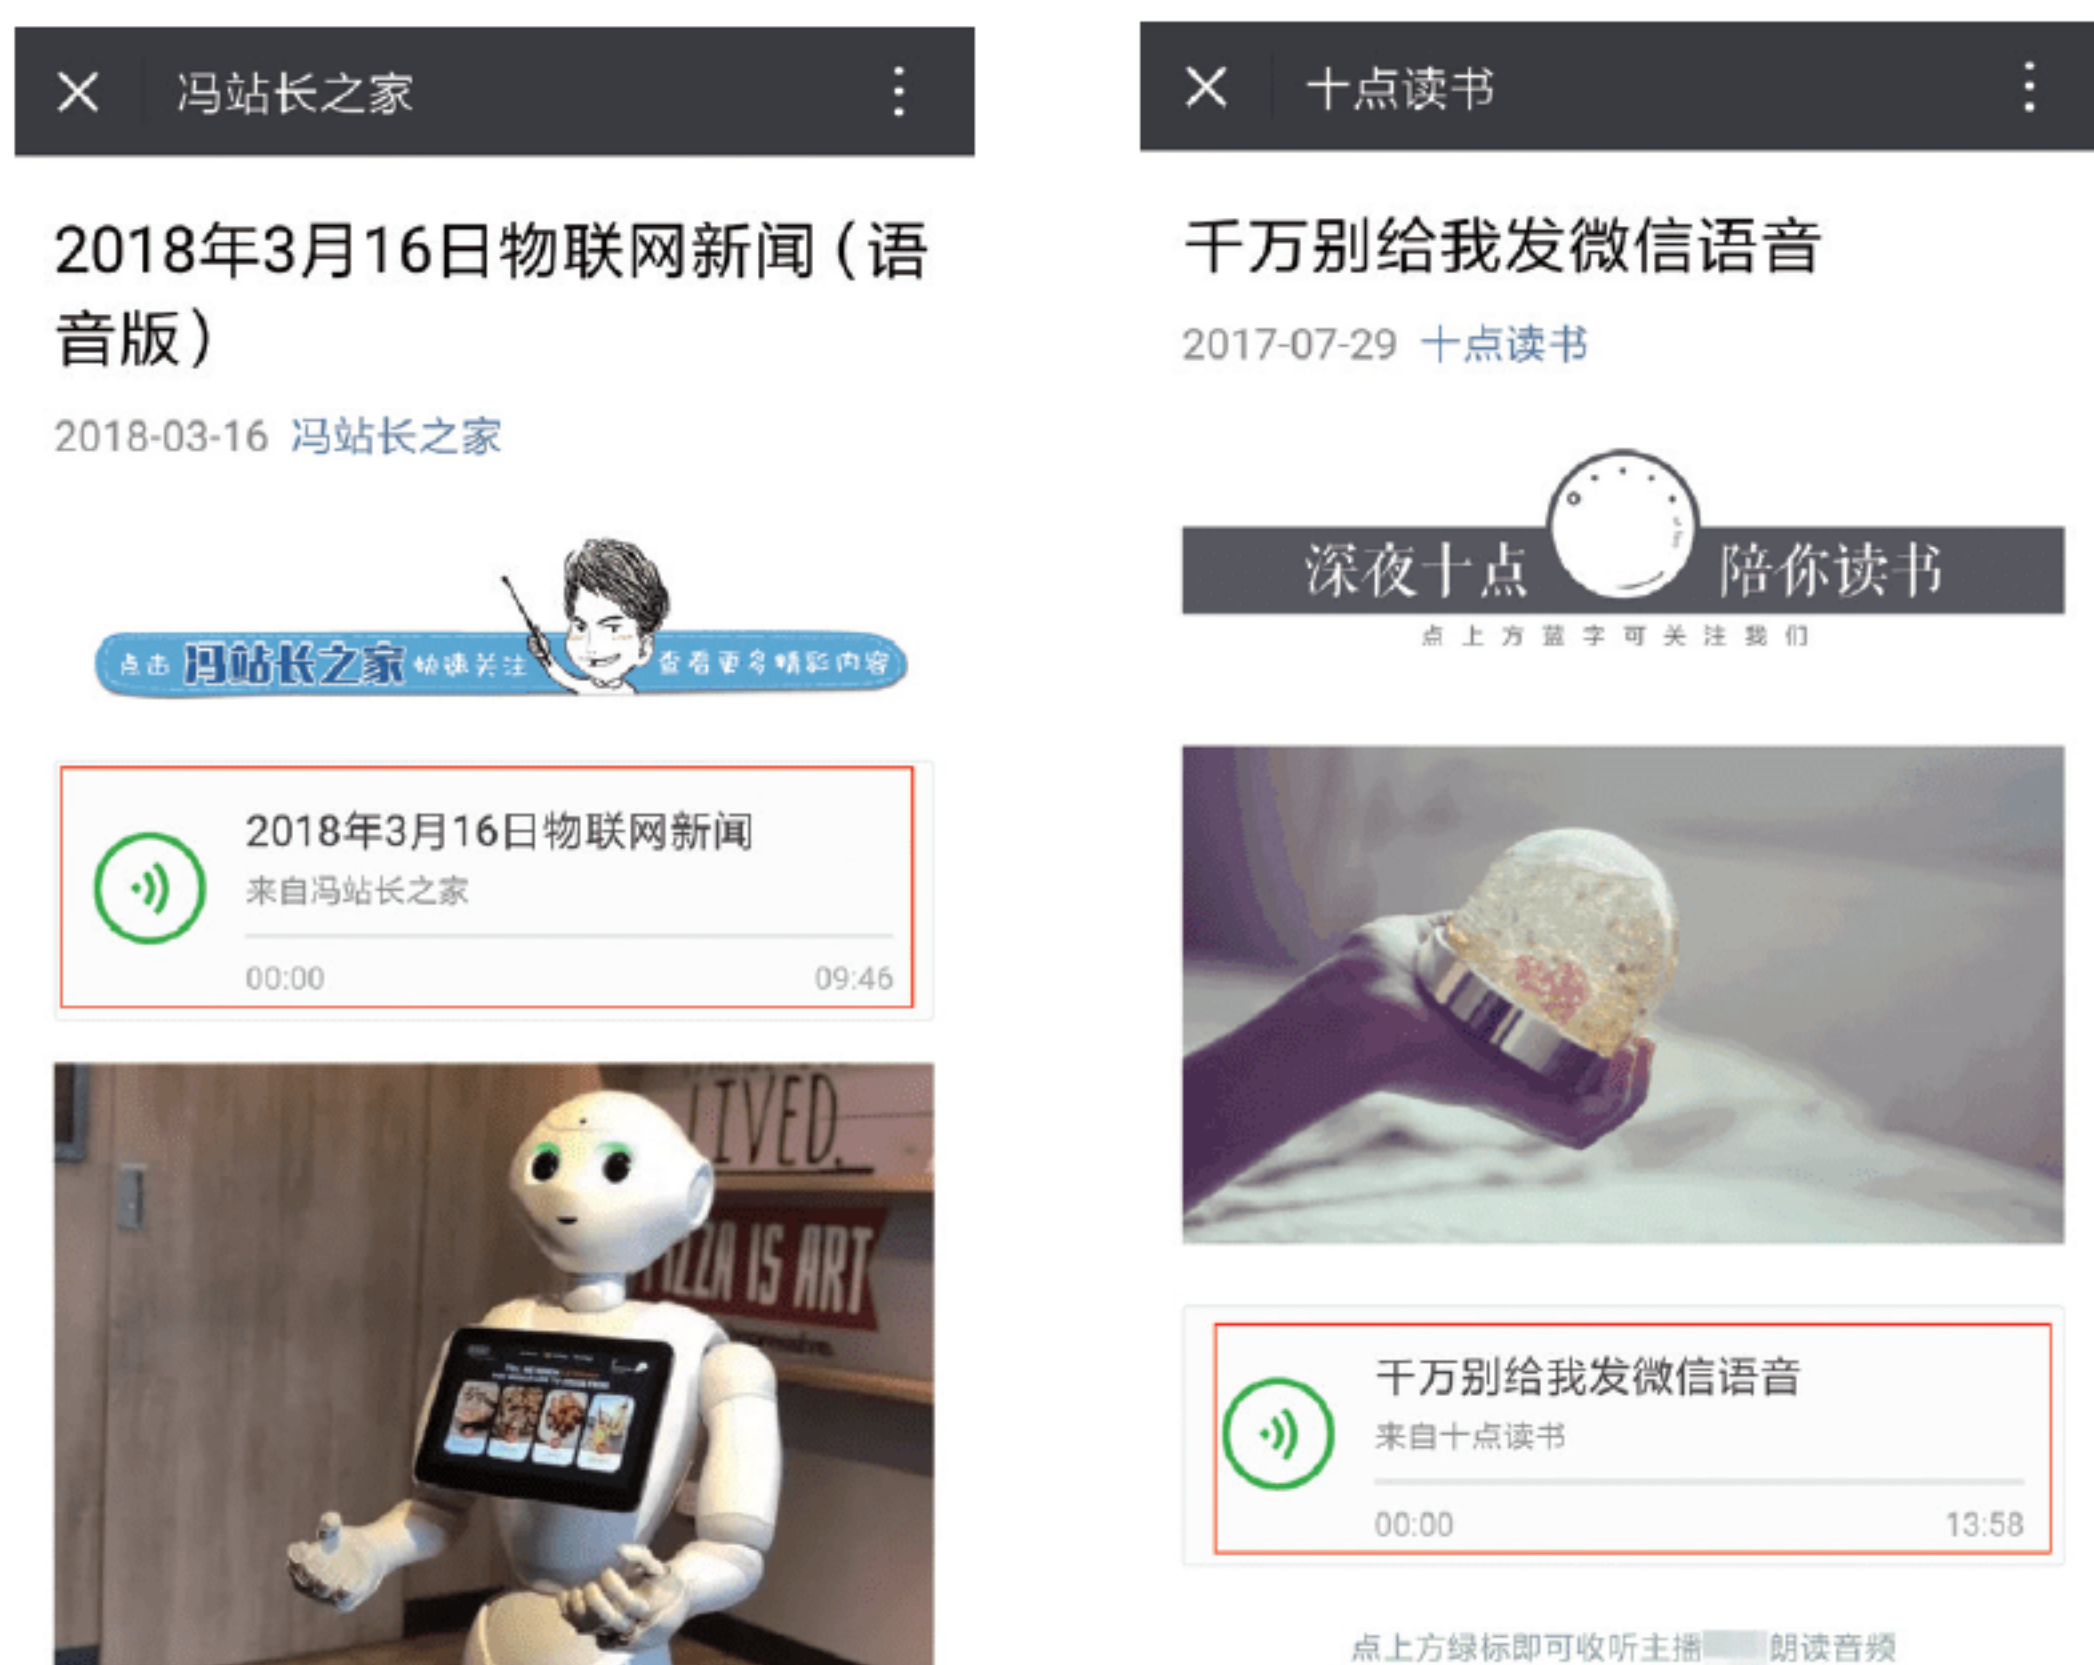 冯站长之家
2018年3月16日物联网新闻（语
音版）
2018-03-16 冯站长之家
点击 冯站长之家 快速关注 查看更多精彩内容
2018年3月16日物联网新闻
来自冯站长之家
00:00 09:46
LIVED.
PIZZA IS ART
十点读书
千万别给我发微信语音
2017-07-29 十点读书
深夜十点 陪你读书
点上方蓝字可关注我们
千万别给我发微信语音
来自十点读书
00:00 13:58
点上方绿标即可收听主播 朗读音频